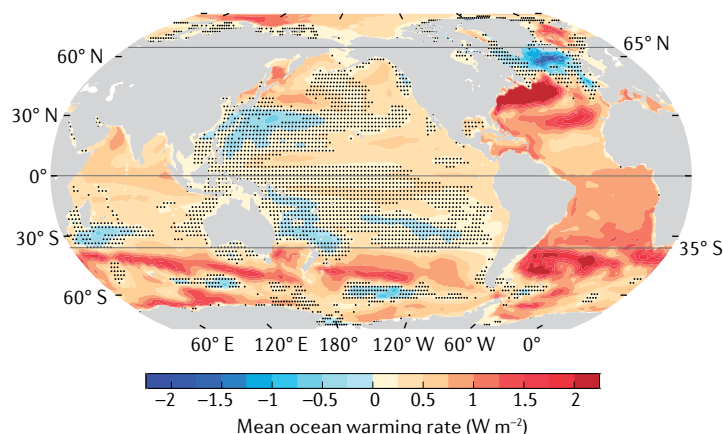 60° N
65° N
30° N
0°
30° S
35° S
60° S
60° E 120° E 180° 120° W 60° W 0°
−2 −1.5 −1 −0.5 0 0.5 1 1.5 2
Mean ocean warming rate (W m⁻²)